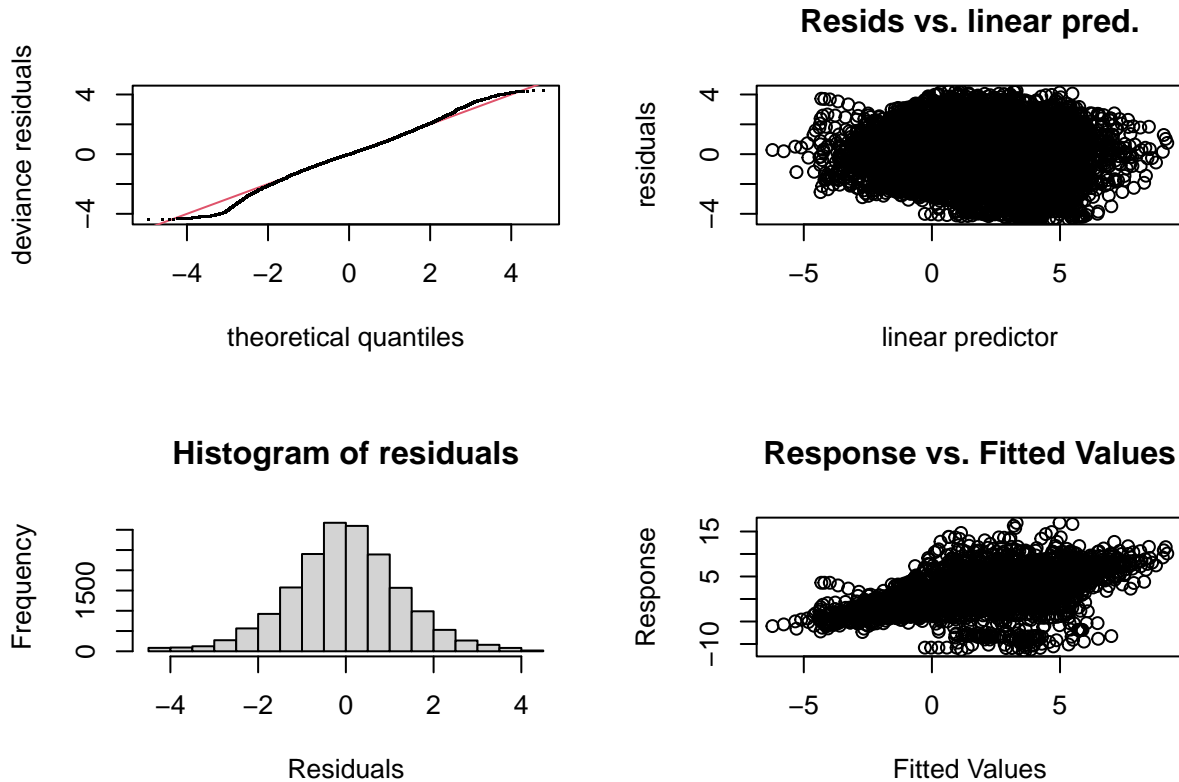 deviance residuals
4
0
−4
−4
−2
0
2
4
theoretical quantiles
Resids vs. linear pred.
residuals
4
0
−4
−5
0
5
linear predictor
Histogram of residuals
Frequency
1500
0
−4
−2
0
2
4
Residuals
Response vs. Fitted Values
Response
15
5
−10
−5
0
5
Fitted Values